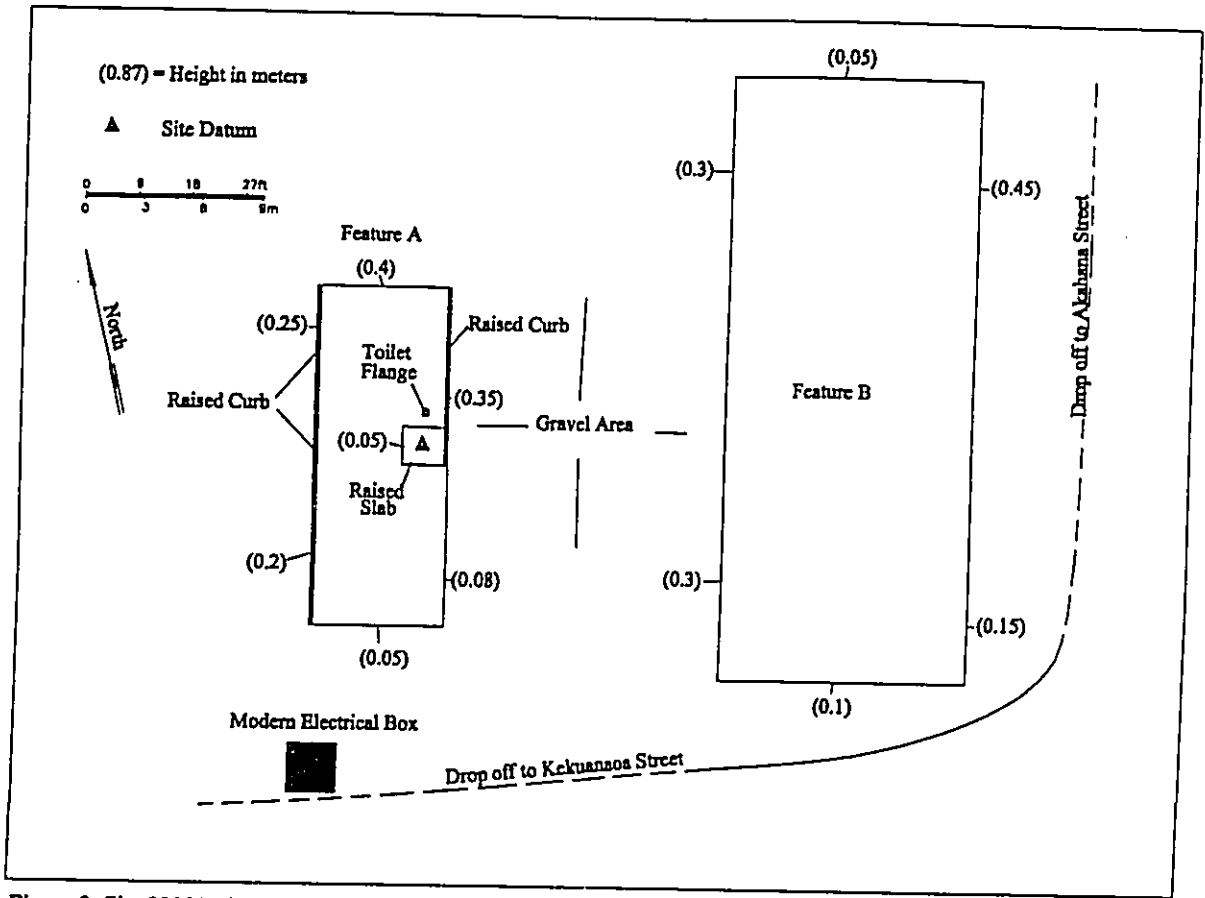 (0.87) = Height in meters
Site Datum
0 9 18 27ft
0 3 6 9m
North
Feature A
(0.4)
(0.25)
Raised Curb
Toilet
Flange
Raised Curb
(0.35)
(0.05)
Raised
Slab
(0.2)
(0.08)
(0.05)
Gravel Area
(0.05)
(0.3)
(0.45)
Feature B
(0.3)
(0.15)
(0.1)
Drop off to Akahana Street
Modern Electrical Box
Drop off to Kekuanaoa Street